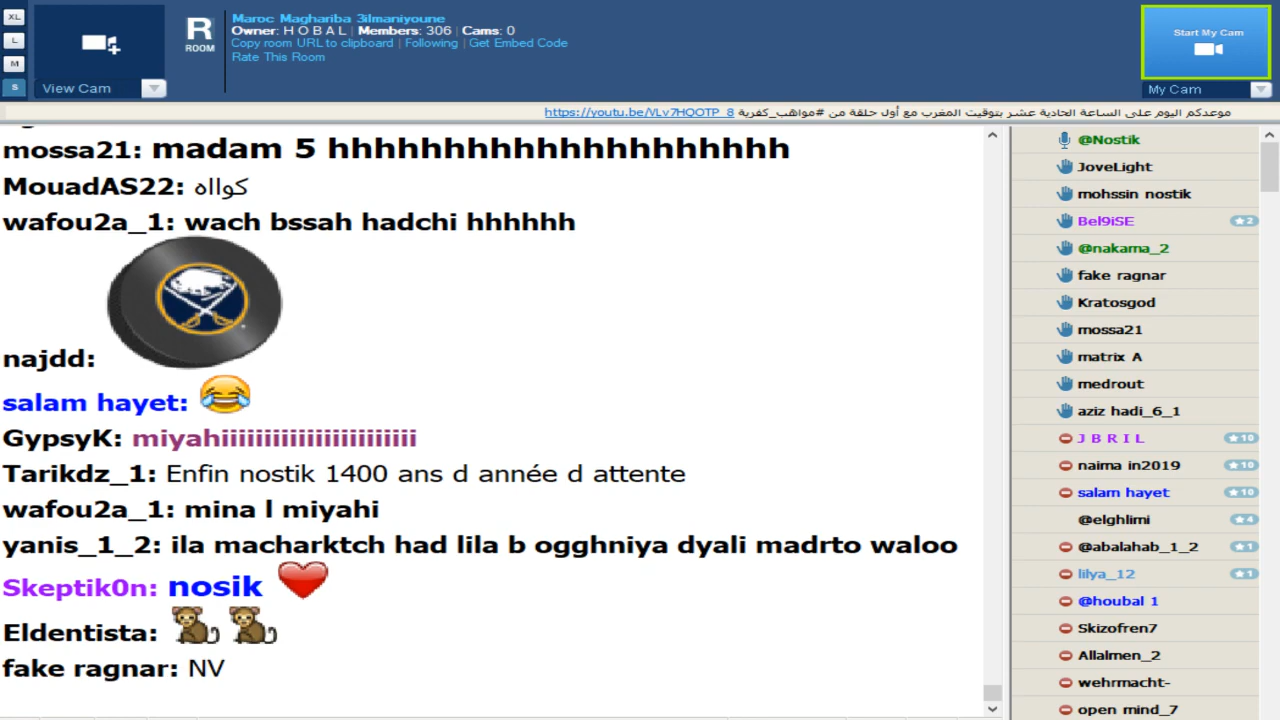 XL
L
M
S
View Cam
R
ROOM
Maroc Maghariba 3ilmaniyoune
Owner: H O B A L | Members: 306 | Cams: 0
Copy room URL to clipboard | Following | Get Embed Code
Rate This Room
Start My Cam
My Cam
موعدكم اليوم على الساعة الحادية عشر بتوقيت المغرب مع أول حلقة من #مواهب_كفرية https://youtu.be/VLv7HQOTP_8
mossa21: madam 5 hhhhhhhhhhhhhhhhhhhh
MouadAS22: كوااه
wafou2a_1: wach bssah hadchi hhhhhh
najdd:
salam hayet: 😂
GypsyK: miyahiiiiiiiiiiiiiiiiiiiiiii
Tarikdz_1: Enfin nostik 1400 ans d année d attente
wafou2a_1: mina l miyahi
yanis_1_2: ila macharktch had lila b ogghniya dyali madrto waloo
Skeptik0n: nosik ❤
Eldentista: 🐒 🐒
fake ragnar: NV
@Nostik
JoveLight
mohssin nostik
Bel9iSE ★2
@nakama_2
fake ragnar
Kratosgod
mossa21
matrix A
medrout
aziz hadi_6_1
J B R I L ★10
naima in2019 ★10
salam hayet ★10
@elghlimi ★4
@abalahab_1_2 ★1
lilya_12 ★1
@houbal 1
Skizofren7
Allalmen_2
wehrmacht-
open mind_7